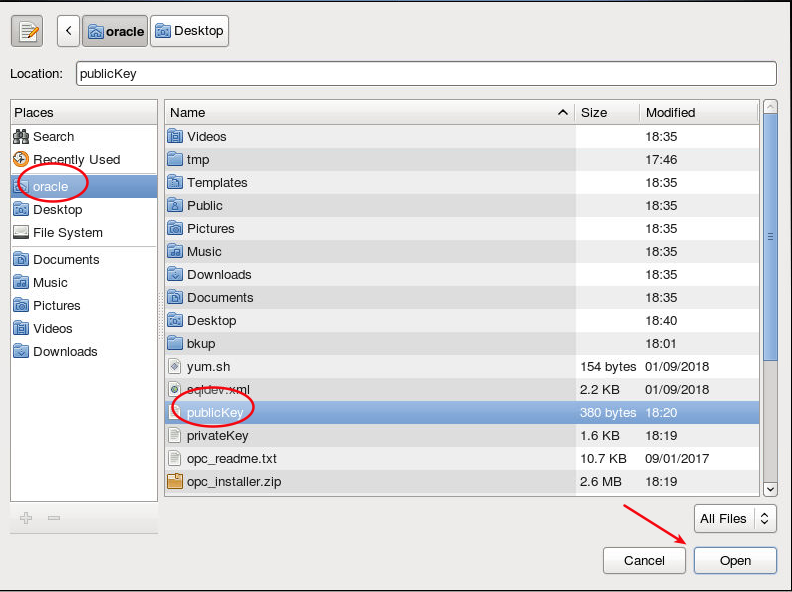 oracle Desktop
Location: publicKey
Places
Search
Recently Used
oracle
Desktop
File System
Documents
Music
Pictures
Videos
Downloads
Name Size Modified
Videos 18:35
tmp 17:46
Templates 18:35
Public 18:35
Pictures 18:35
Music 18:35
Downloads 18:35
Documents 18:35
Desktop 18:40
bkup 18:01
yum.sh 154 bytes 01/09/2018
sqldev.xml 2.2 KB 01/09/2018
publicKey 380 bytes 18:20
privateKey 1.6 KB 18:19
opc_readme.txt 10.7 KB 09/01/2017
opc_installer.zip 2.6 MB 18:19
All Files
Cancel Open